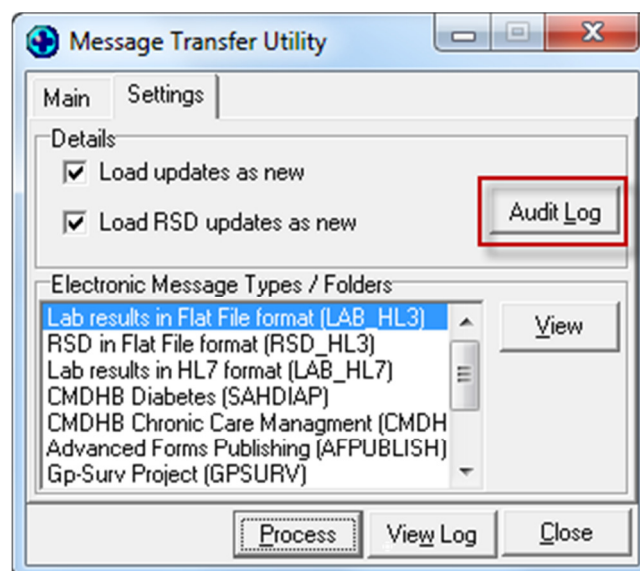 Message Transfer Utility
Main Settings
Details
Load updates as new
Load RSD updates as new
Audit Log
Electronic Message Types / Folders
Lab results in Flat File format (LAB_HL3)
RSD in Flat File format (RSD_HL3)
Lab results in HL7 format (LAB_HL7)
CMDHB Diabetes (SAHDIAP)
CMDHB Chronic Care Managment (CMDH
Advanced Forms Publishing (AFPUBLISH)
Gp-Surv Project (GPSURV)
View
Process View Log Close